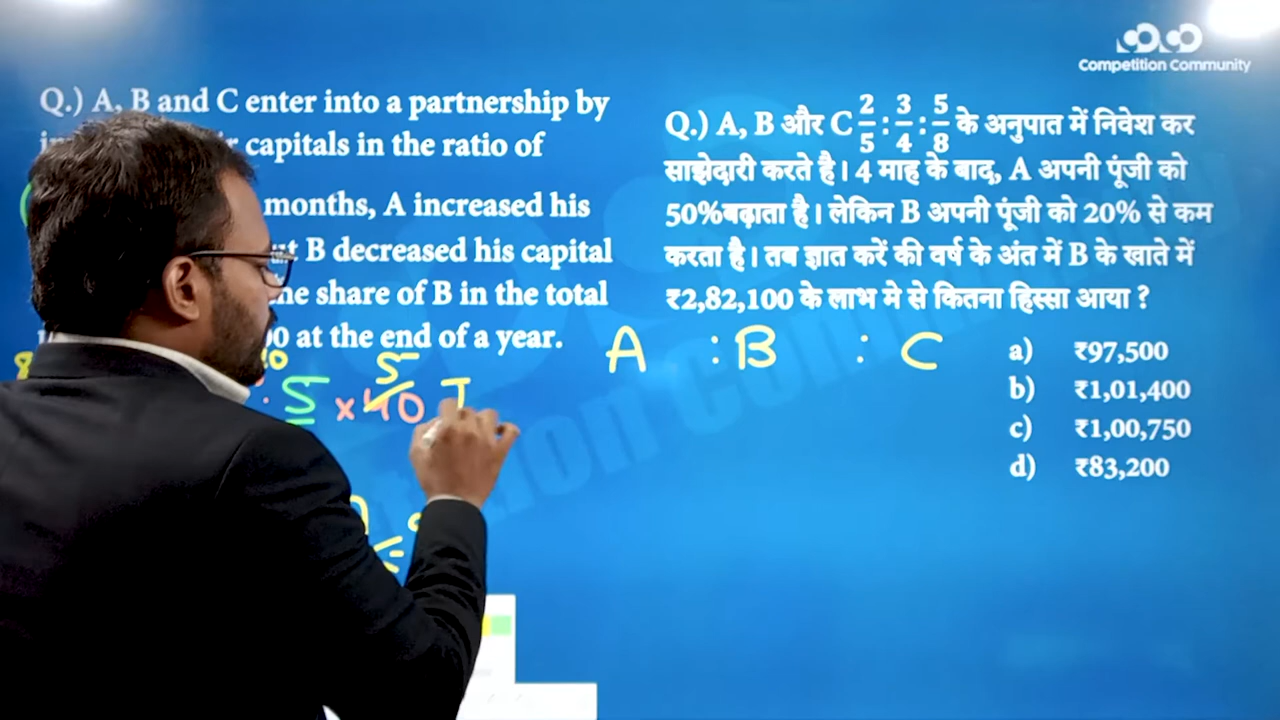 Competition Community
Q.) A, B and C enter into a partnership by
capitals in the ratio of
months, A increased his
B decreased his capital
share of B in the total
at the end of a year.
Q.) A, B और C 2/5 : 3/4 : 5/8 के अनुपात में निवेश कर
साझेदारी करते है। 4 माह के बाद, A अपनी पूंजी को
50%बढ़ाता है। लेकिन B अपनी पूंजी को 20% से कम
करता है। तब ज्ञात करें की वर्ष के अंत में B के खाते में
₹2,82,100 के लाभ मे से कितना हिस्सा आया ?
A : B : C
a) ₹97,500
b) ₹1,01,400
c) ₹1,00,750
d) ₹83,200
: 5 x 40 5